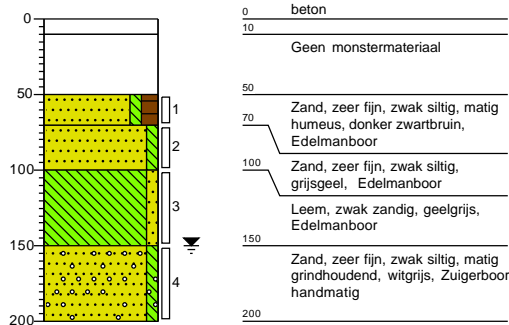 0
50
100
150
200
1
2
3
4
0
beton
10
Geen monstermateriaal
50
Zand, zeer fijn, zwak siltig, matig
humeus, donker zwartbruin,
Edelmanboor
70
Zand, zeer fijn, zwak siltig,
grijsgeel, Edelmanboor
100
Leem, zwak zandig, geelgrijs,
Edelmanboor
150
Zand, zeer fijn, zwak siltig, matig
grindhoudend, witgrijs, Zuigerboor
handmatig
200